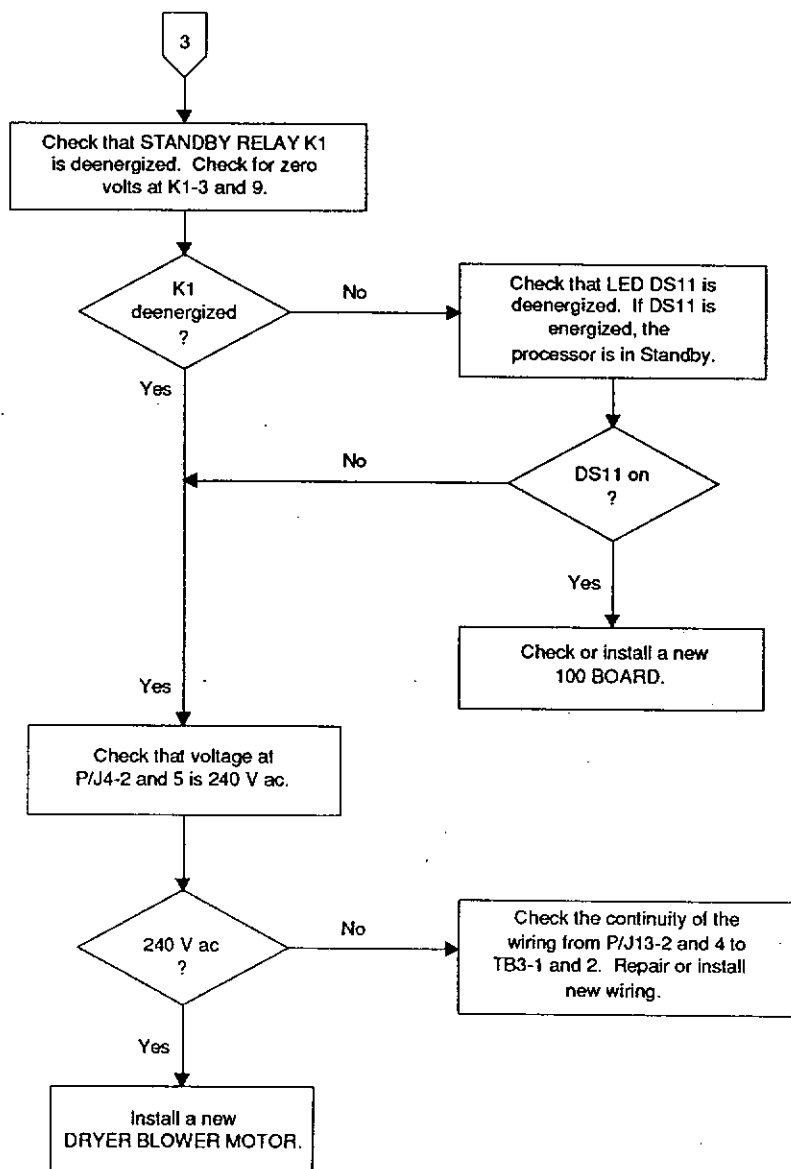 3
Check that STANDBY RELAY K1
is deenergized. Check for zero
volts at K1-3 and 9.
K1
deenergized
?
No
Check that LED DS11 is
deenergized. If DS11 is
energized, the
processor is in Standby.
Yes
No
DS11 on
?
Yes
Check or install a new
100 BOARD.
Yes
Check that voltage at
P/J4-2 and 5 is 240 V ac.
240 V ac
?
No
Check the continuity of the
wiring from P/J13-2 and 4 to
TB3-1 and 2. Repair or install
new wiring.
Yes
Install a new
DRYER BLOWER MOTOR.